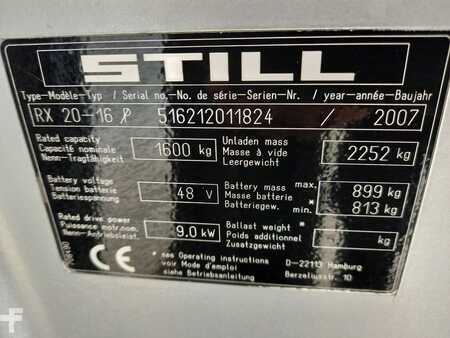 STILL
Type-Modèle-Typ / Serial no.-No. de série-Serien-Nr. / year-année-Baujahr
RX 20-16 P 516212011824 / 2007
Rated capacity
Capacité nominale
Nenn-Tragfähigkeit
1600 kg
Unladen mass
Masse à vide
Leergewicht
2252 kg
Battery voltage
Tension batterie
Batteriespannung
48 V
Battery mass max.
Masse batterie *
Batteriegew. * min.
899 kg
813 kg
Rated drive power
Puissance motr.nom.
Nenn-Antriebsleist.
9.0 kW
Ballast weight *
Poids additionnel
Zusatzgewicht
kg
CE
* see Operating instructions
voir Mode d'emploi
siehe Betriebsanleitung
D-22113 Hamburg
Berzeliusstr. 10